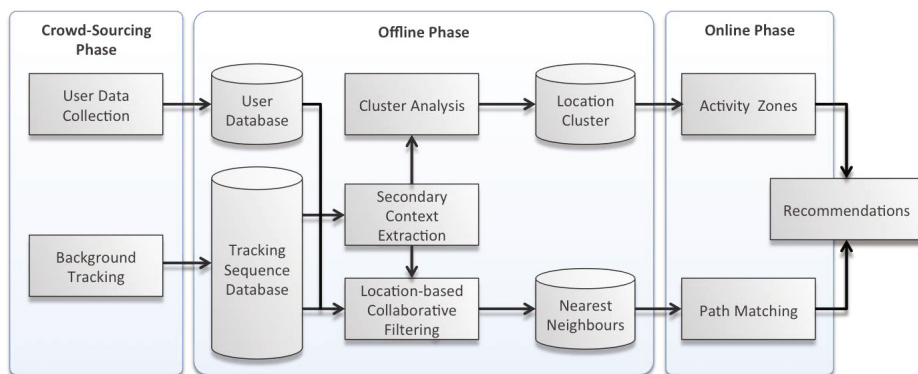 Crowd-Sourcing
Phase
Offline Phase
Online Phase
User Data
Collection
User
Database
Cluster Analysis
Location
Cluster
Activity Zones
Secondary
Context
Extraction
Recommendations
Background
Tracking
Tracking
Sequence
Database
Location-based
Collaborative
Filtering
Nearest
Neighbours
Path Matching